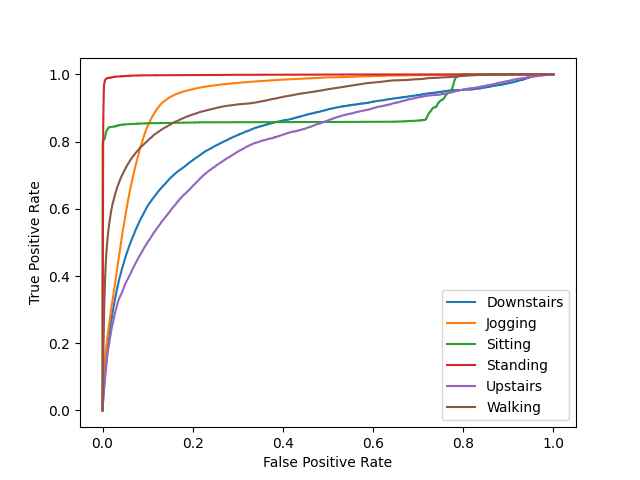 1.0
0.8
0.6
0.4
0.2
0.0
True Positive Rate
0.0 0.2 0.4 0.6 0.8 1.0
False Positive Rate
Downstairs
Jogging
Sitting
Standing
Upstairs
Walking